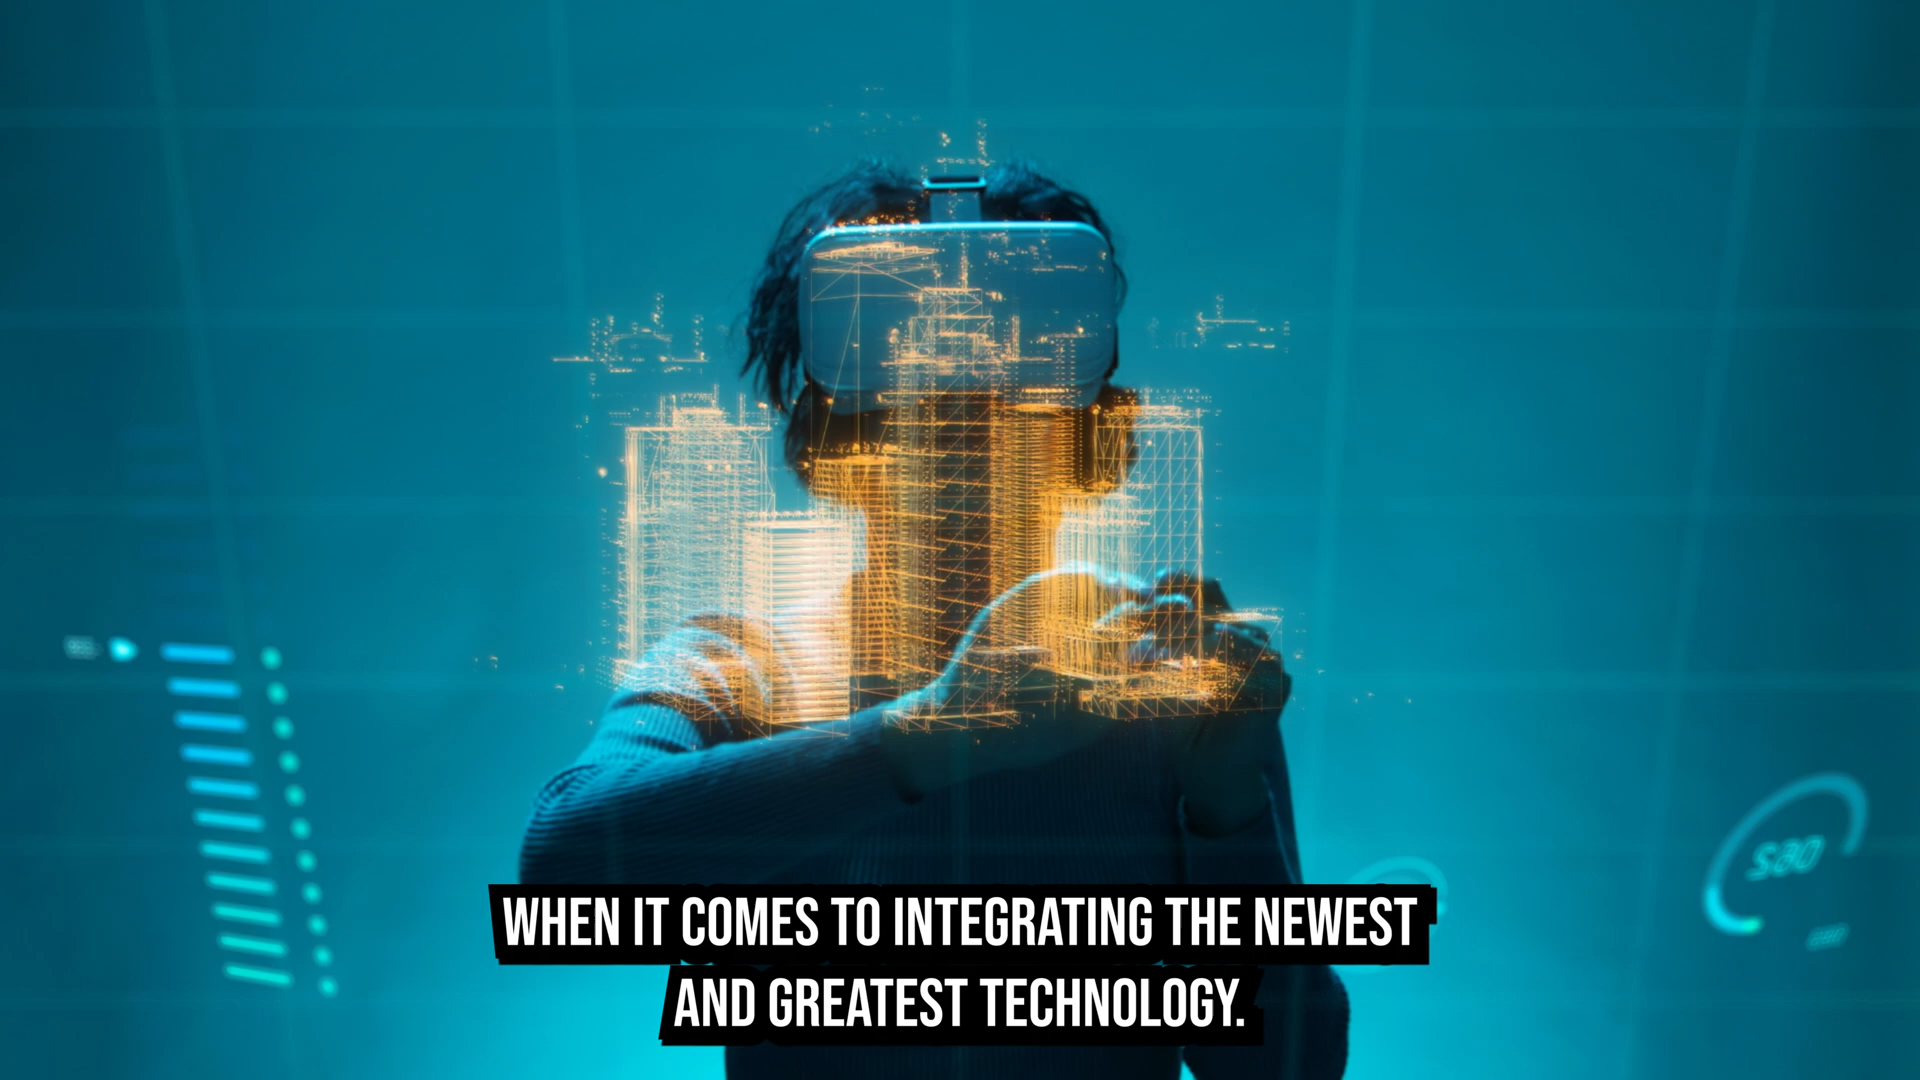 WHEN IT COMES TO INTEGRATING THE NEWEST
AND GREATEST TECHNOLOGY.